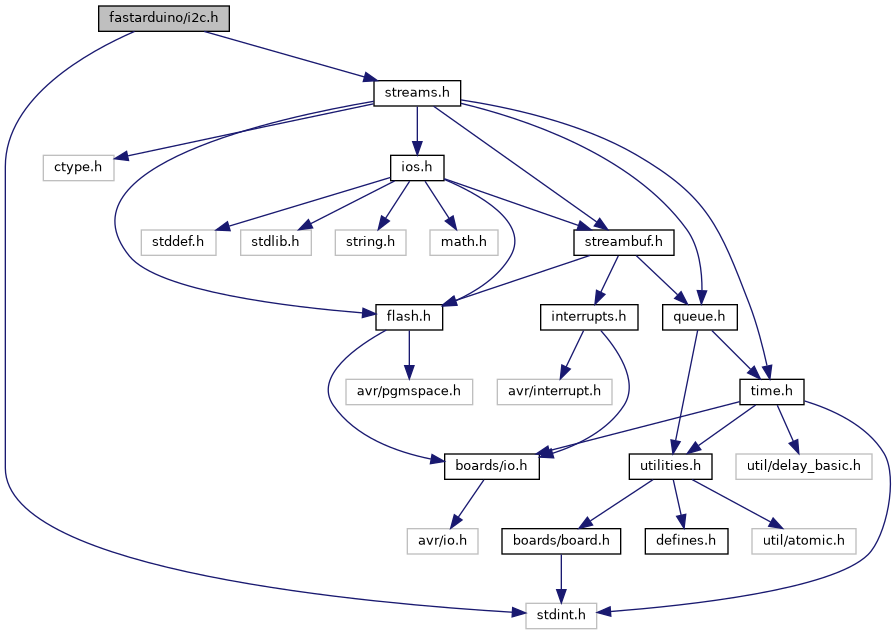 fastarduino/i2c.h
streams.h
ctype.h
ios.h
stddef.h
stdlib.h
string.h
math.h
streambuf.h
flash.h
interrupts.h
queue.h
avr/pgmspace.h
avr/interrupt.h
time.h
boards/io.h
utilities.h
util/delay_basic.h
avr/io.h
boards/board.h
defines.h
util/atomic.h
stdint.h